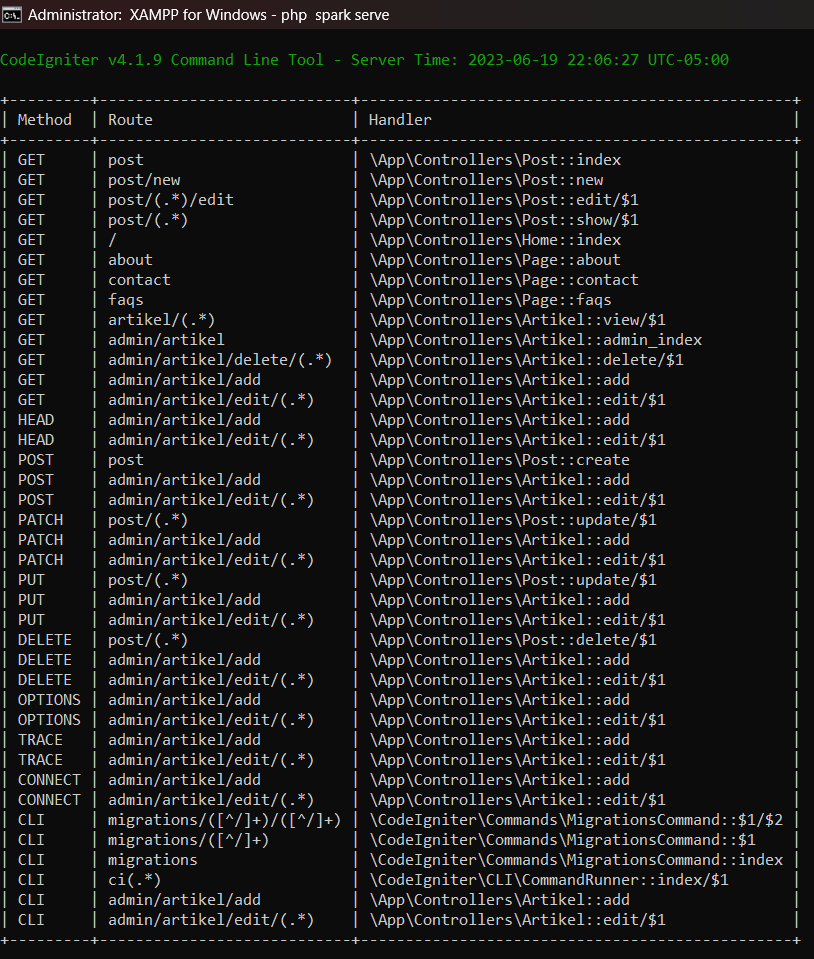 Administrator:  XAMPP for Windows - php  spark serve
CodeIgniter v4.1.9 Command Line Tool - Server Time: 2023-06-19 22:06:27 UTC-05:00
+---------+----------------------------+------------------------------------------------+
| Method  | Route                      | Handler                                        |
+---------+----------------------------+------------------------------------------------+
| GET     | post                       | \App\Controllers\Post::index                   |
| GET     | post/new                   | \App\Controllers\Post::new                     |
| GET     | post/(.*)/edit             | \App\Controllers\Post::edit/$1                 |
| GET     | post/(.*)                  | \App\Controllers\Post::show/$1                 |
| GET     | /                          | \App\Controllers\Home::index                   |
| GET     | about                      | \App\Controllers\Page::about                   |
| GET     | contact                    | \App\Controllers\Page::contact                 |
| GET     | faqs                       | \App\Controllers\Page::faqs                    |
| GET     | artikel/(.*)               | \App\Controllers\Artikel::view/$1              |
| GET     | admin/artikel              | \App\Controllers\Artikel::admin_index          |
| GET     | admin/artikel/delete/(.*)  | \App\Controllers\Artikel::delete/$1            |
| GET     | admin/artikel/add          | \App\Controllers\Artikel::add                  |
| GET     | admin/artikel/edit/(.*)    | \App\Controllers\Artikel::edit/$1              |
| HEAD    | admin/artikel/add          | \App\Controllers\Artikel::add                  |
| HEAD    | admin/artikel/edit/(.*)    | \App\Controllers\Artikel::edit/$1              |
| POST    | post                       | \App\Controllers\Post::create                  |
| POST    | admin/artikel/add          | \App\Controllers\Artikel::add                  |
| POST    | admin/artikel/edit/(.*)    | \App\Controllers\Artikel::edit/$1              |
| PATCH   | post/(.*)                  | \App\Controllers\Post::update/$1               |
| PATCH   | admin/artikel/add          | \App\Controllers\Artikel::add                  |
| PATCH   | admin/artikel/edit/(.*)    | \App\Controllers\Artikel::edit/$1              |
| PUT     | post/(.*)                  | \App\Controllers\Post::update/$1               |
| PUT     | admin/artikel/add          | \App\Controllers\Artikel::add                  |
| PUT     | admin/artikel/edit/(.*)    | \App\Controllers\Artikel::edit/$1              |
| DELETE  | post/(.*)                  | \App\Controllers\Post::delete/$1               |
| DELETE  | admin/artikel/add          | \App\Controllers\Artikel::add                  |
| DELETE  | admin/artikel/edit/(.*)    | \App\Controllers\Artikel::edit/$1              |
| OPTIONS | admin/artikel/add          | \App\Controllers\Artikel::add                  |
| OPTIONS | admin/artikel/edit/(.*)    | \App\Controllers\Artikel::edit/$1              |
| TRACE   | admin/artikel/add          | \App\Controllers\Artikel::add                  |
| TRACE   | admin/artikel/edit/(.*)    | \App\Controllers\Artikel::edit/$1              |
| CONNECT | admin/artikel/add          | \App\Controllers\Artikel::add                  |
| CONNECT | admin/artikel/edit/(.*)    | \App\Controllers\Artikel::edit/$1              |
| CLI     | migrations/([^/]+)/([^/]+) | \CodeIgniter\Commands\MigrationsCommand::$1/$2 |
| CLI     | migrations/([^/]+)         | \CodeIgniter\Commands\MigrationsCommand::$1    |
| CLI     | migrations                 | \CodeIgniter\Commands\MigrationsCommand::index |
| CLI     | ci(.*)                     | \CodeIgniter\CLI\CommandRunner::index/$1       |
| CLI     | admin/artikel/add          | \App\Controllers\Artikel::add                  |
| CLI     | admin/artikel/edit/(.*)    | \App\Controllers\Artikel::edit/$1              |
+---------+----------------------------+------------------------------------------------+